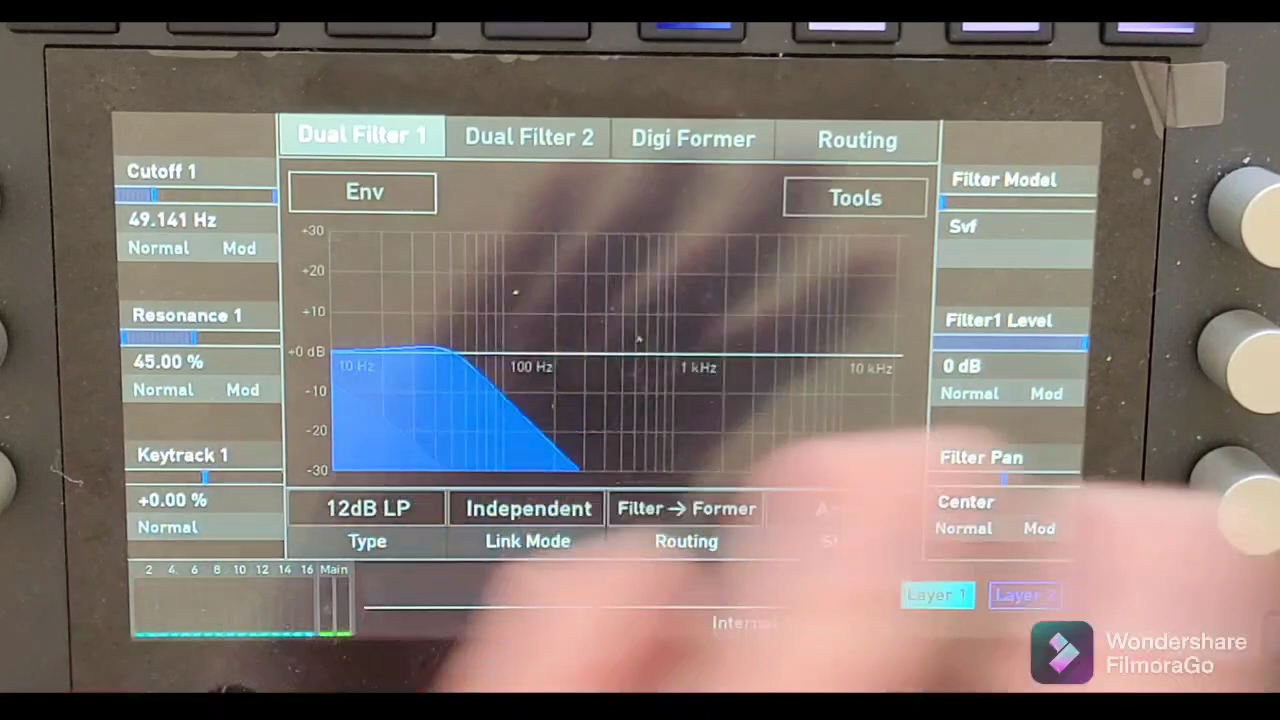 Dual Filter 1
Dual Filter 2
Digi Former
Routing
Cutoff 1
49.141 Hz
Normal Mod
Resonance 1
45.00 %
Normal Mod
Keytrack 1
+0.00 %
Normal
Env
Tools
+30
+20
+10
+0 dB
-10
-20
-30
10 Hz
100 Hz
1 kHz
10 kHz
Filter Model
Svf
Filter1 Level
0 dB
Normal Mod
Filter Pan
Center
Normal Mod
12dB LP
Independent
Filter → Former
Type
Link Mode
Routing
2 4 6 8 10 12 14 16 Main
Layer 1
Layer 2
Wondershare
FilmoraGo